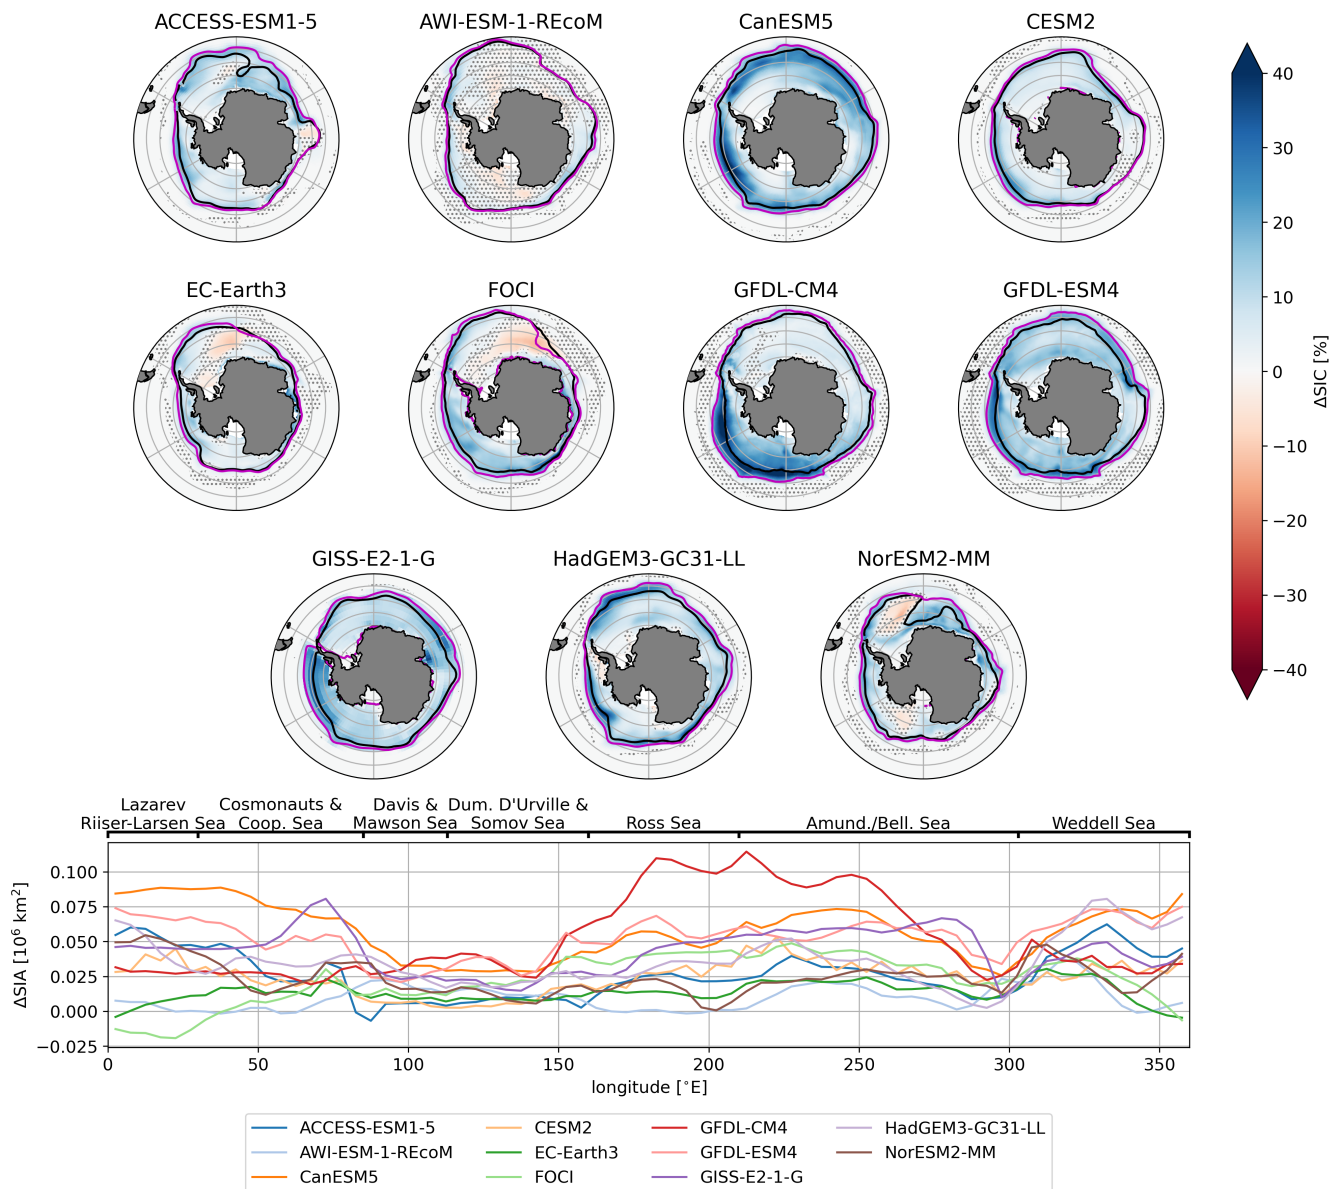 ACCESS-ESM1-5 AWI-ESM-1-REcoM CanESM5 CESM2
EC-Earth3 FOCI GFDL-CM4 GFDL-ESM4
GISS-E2-1-G HadGEM3-GC31-LL NorESM2-MM
40
30
20
10
0
−10
−20
−30
−40
ΔSIC [%]
Lazarev Cosmonauts & Davis & Dum. D'Urville &
Riiser-Larsen Sea Coop. Sea Mawson Sea Somov Sea Ross Sea Amund./Bell. Sea Weddell Sea
0.100
0.075
0.050
0.025
0.000
−0.025
ΔSIA [10⁶ km²]
0 50 100 150 200 250 300 350
longitude [°E]
ACCESS-ESM1-5 CESM2 GFDL-CM4 HadGEM3-GC31-LL
AWI-ESM-1-REcoM EC-Earth3 GFDL-ESM4 NorESM2-MM
CanESM5 FOCI GISS-E2-1-G